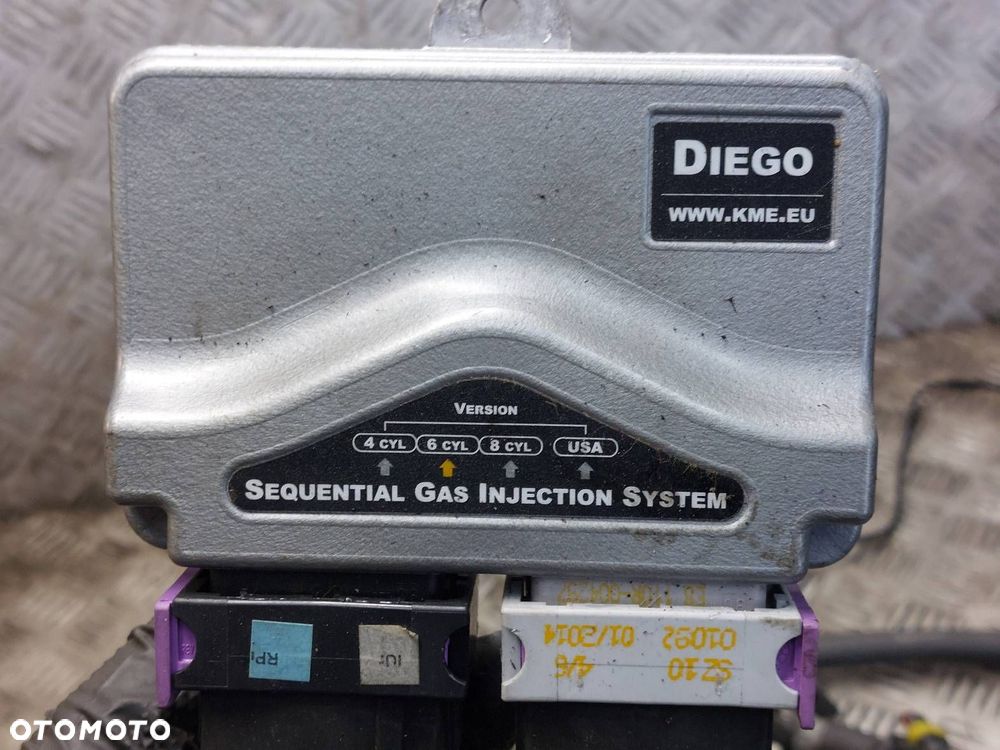 DIEGO
WWW.KME.EU
VERSION
4 CYL 6 CYL 8 CYL USA
SEQUENTIAL GAS INJECTION SYSTEM
01092 01/2014
SZ10 4/6
OTOMOTO